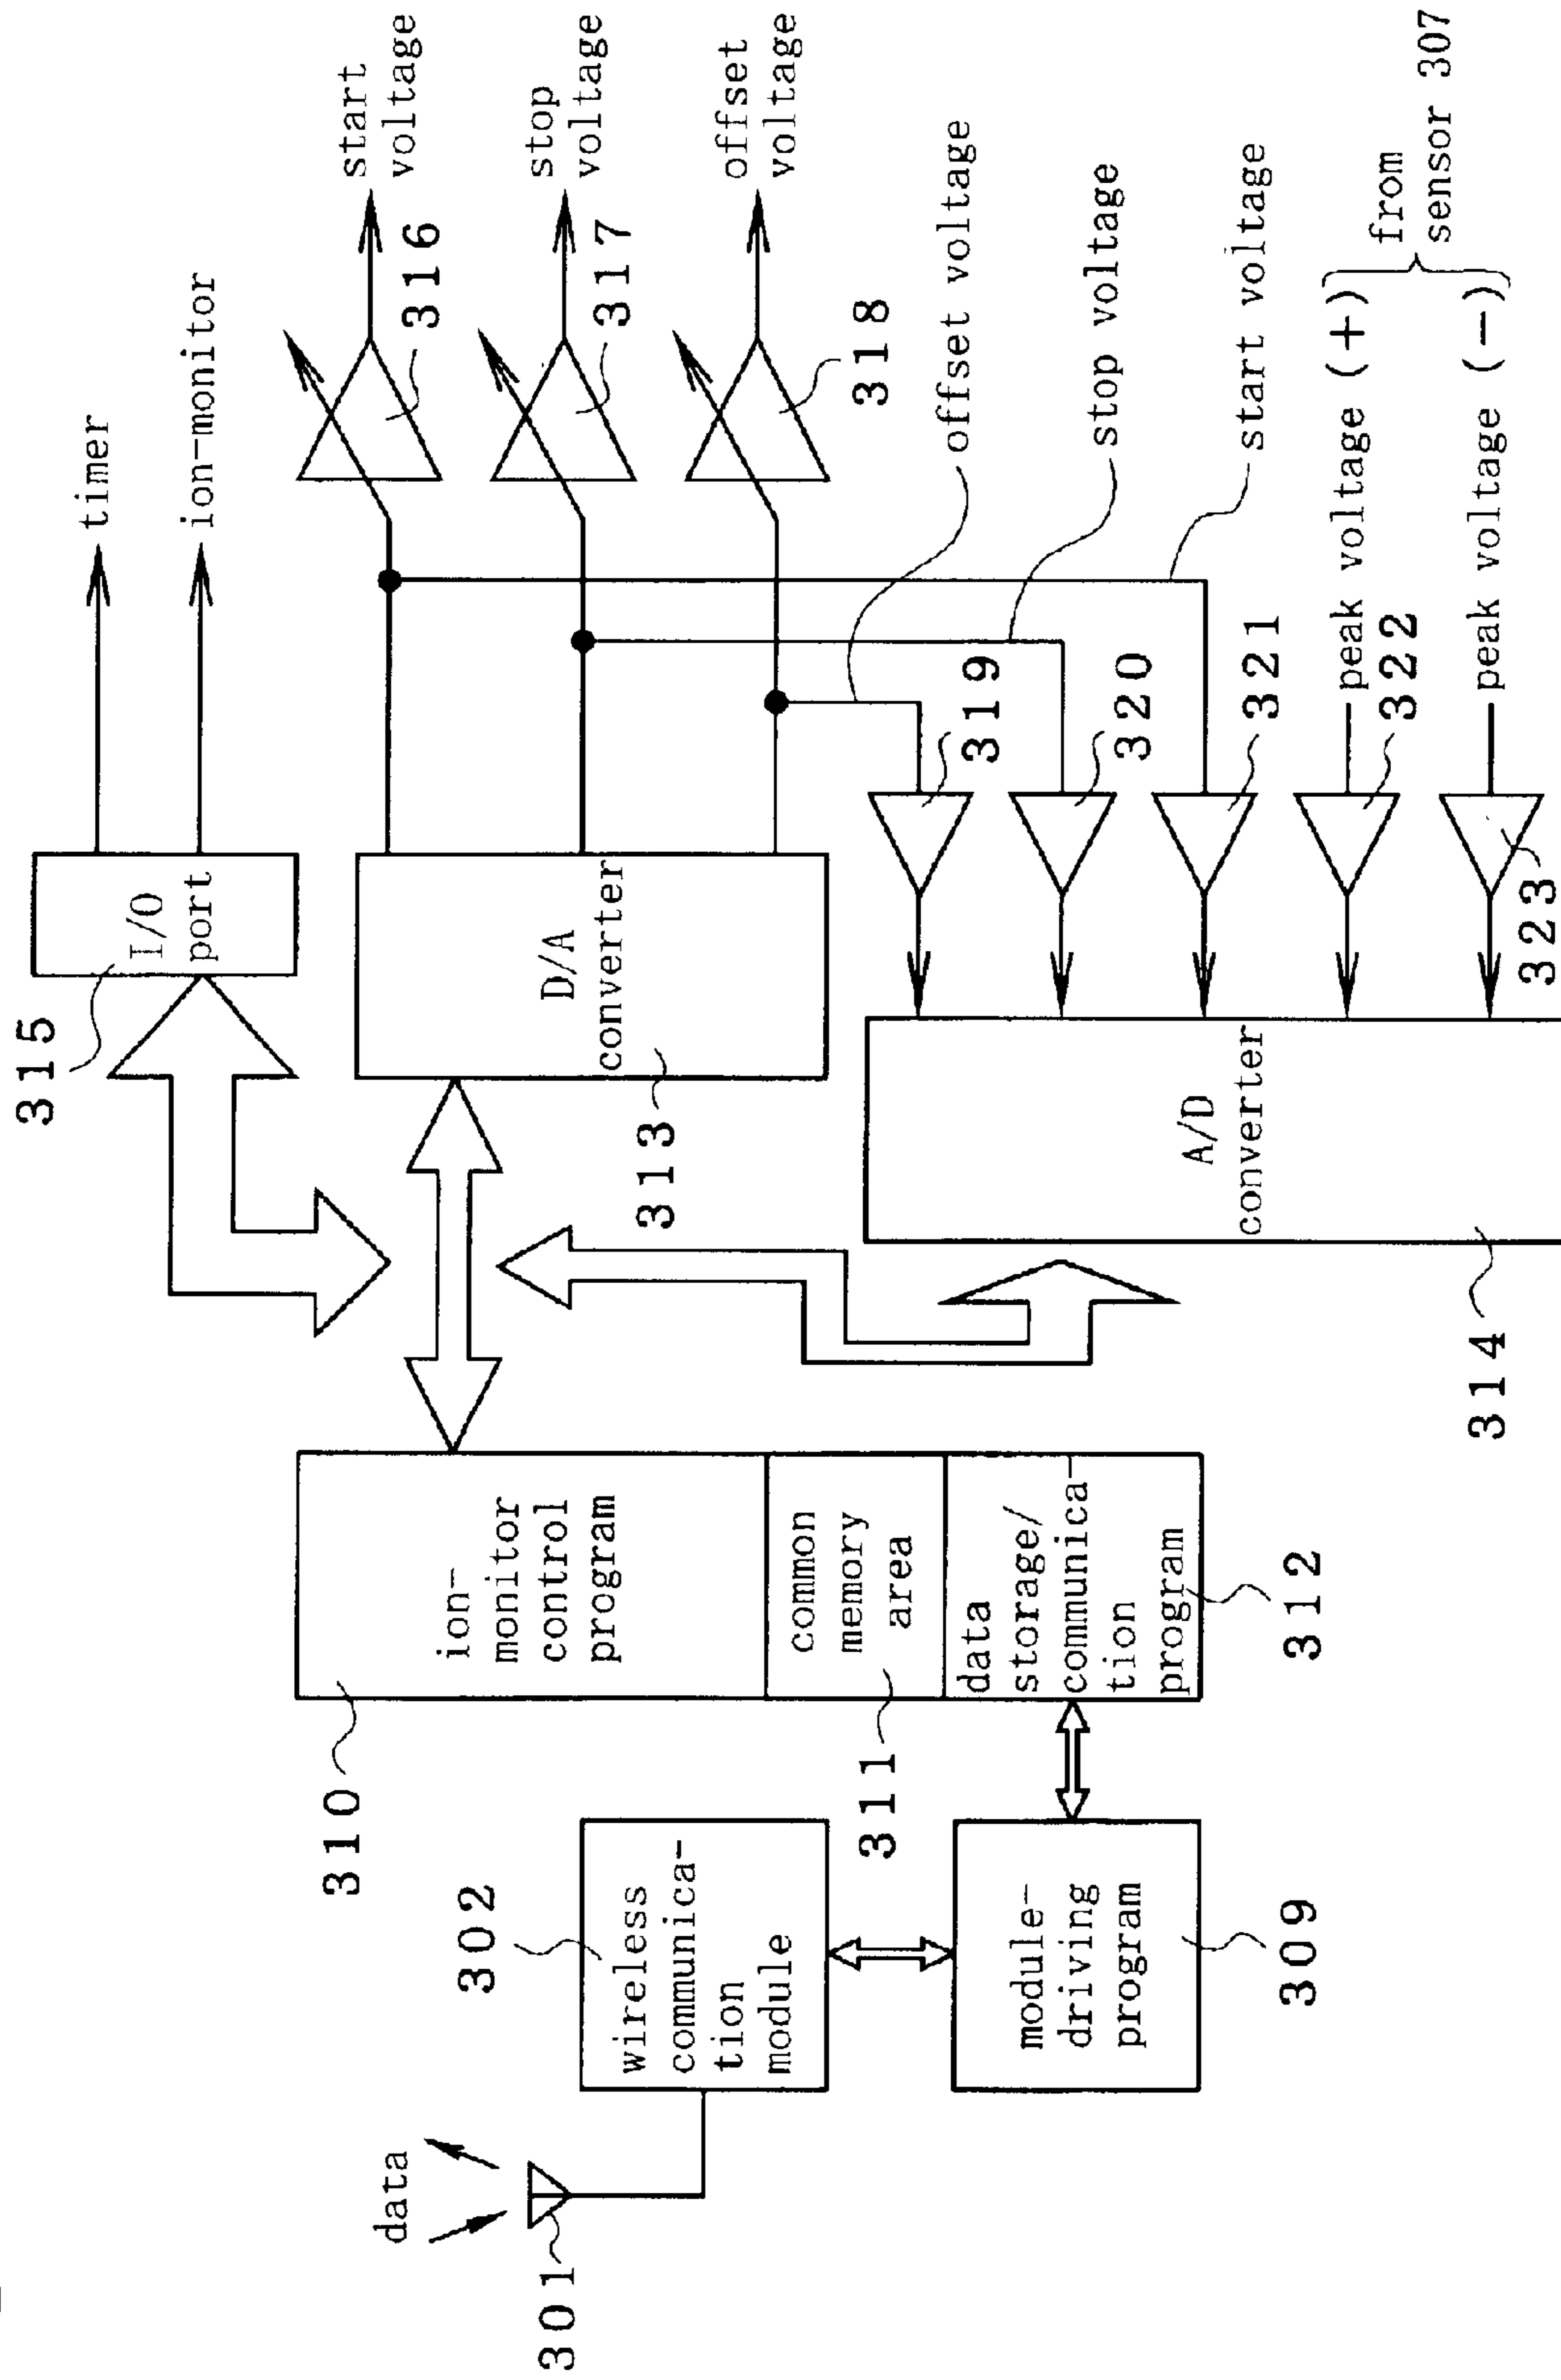 315
I/O
port
timer
ion-monitor
start
voltage
316
stop
voltage
317
offset
voltage
318
D/A
converter
313
310
ion-
monitor
control
program
common
memory
area
311
data
storage/
communica-
tion
program
312
data
301
302
wireless
communica-
tion
module
module-
driving
program
309
A/D
converter
314
319
offset voltage
320
stop voltage
321
start voltage
peak voltage (+)
322
peak voltage (-)
323
from
sensor 307